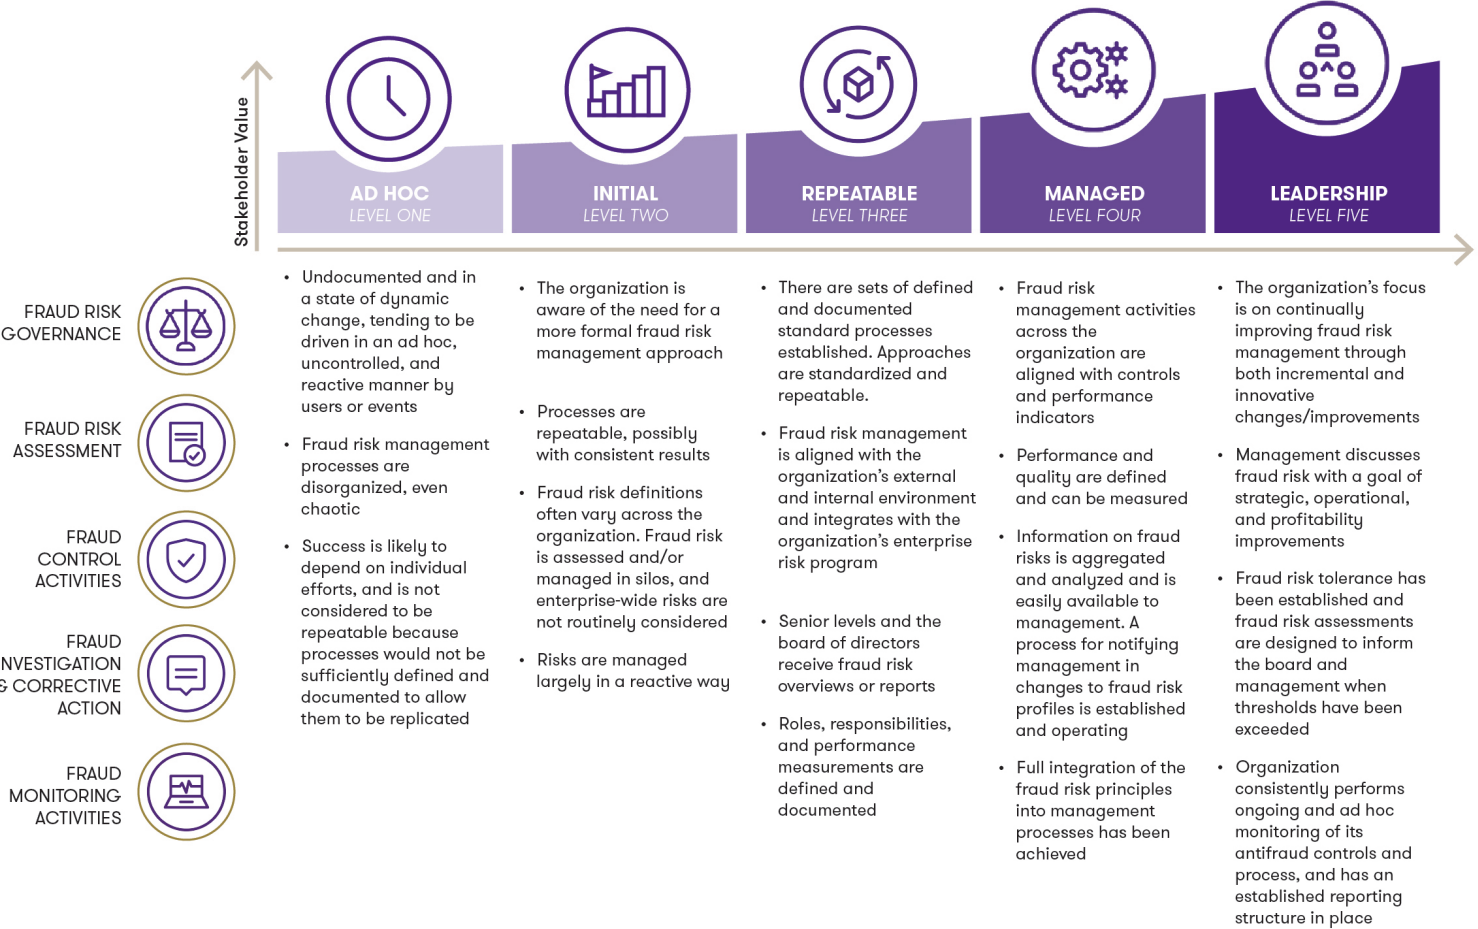 Stakeholder Value
AD HOC
LEVEL ONE
INITIAL
LEVEL TWO
REPEATABLE
LEVEL THREE
MANAGED
LEVEL FOUR
LEADERSHIP
LEVEL FIVE
FRAUD RISK
GOVERNANCE
FRAUD RISK
ASSESSMENT
FRAUD
CONTROL
ACTIVITIES
FRAUD
INVESTIGATION
& CORRECTIVE
ACTION
FRAUD
MONITORING
ACTIVITIES
• Undocumented and in
a state of dynamic
change, tending to be
driven in an ad hoc,
uncontrolled, and
reactive manner by
users or events
• Fraud risk management
processes are
disorganized, even
chaotic
• Success is likely to
depend on individual
efforts, and is not
considered to be
repeatable because
processes would not be
sufficiently defined and
documented to allow
them to be replicated
• The organization is
aware of the need for a
more formal fraud risk
management approach
• Processes are
repeatable, possibly
with consistent results
• Fraud risk definitions
often vary across the
organization. Fraud risk
is assessed and/or
managed in silos, and
enterprise-wide risks are
not routinely considered
• Risks are managed
largely in a reactive way
• There are sets of defined
and documented
standard processes
established. Approaches
are standardized and
repeatable.
• Fraud risk management
is aligned with the
organization's external
and internal environment
and integrates with the
organization's enterprise
risk program
• Senior levels and the
board of directors
receive fraud risk
overviews or reports
• Roles, responsibilities,
and performance
measurements are
defined and
documented
• Fraud risk
management activities
across the
organization are
aligned with controls
and performance
indicators
• Performance and
quality are defined
and can be measured
• Information on fraud
risks is aggregated
and analyzed and is
easily available to
management. A
process for notifying
management in
changes to fraud risk
profiles is established
and operating
• Full integration of the
fraud risk principles
into management
processes has been
achieved
• The organization's focus
is on continually
improving fraud risk
management through
both incremental and
innovative
changes/improvements
• Management discusses
fraud risk with a goal of
strategic, operational,
and profitability
improvements
• Fraud risk tolerance has
been established and
fraud risk assessments
are designed to inform
the board and
management when
thresholds have been
exceeded
• Organization
consistently performs
ongoing and ad hoc
monitoring of its
antifraud controls and
process, and has an
established reporting
structure in place